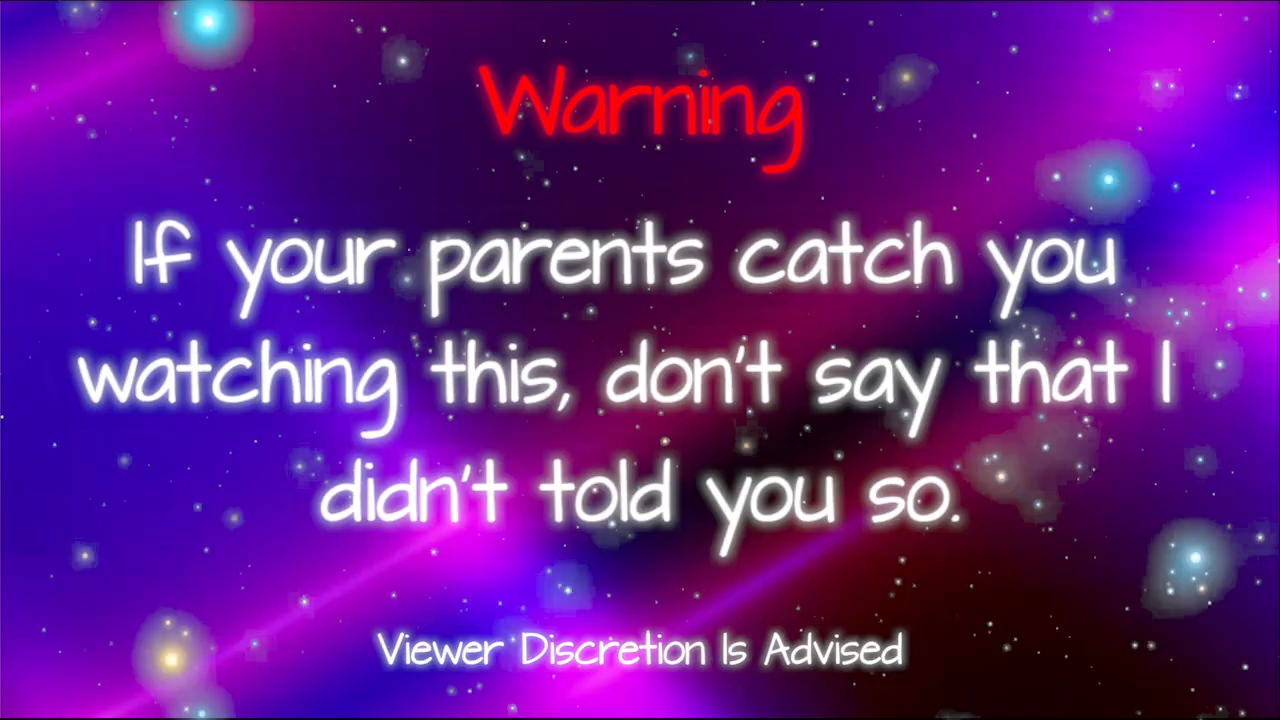 Warning
If your parents catch you
watching this, don't say that I
didn't told you so.
Viewer Discretion Is Advised